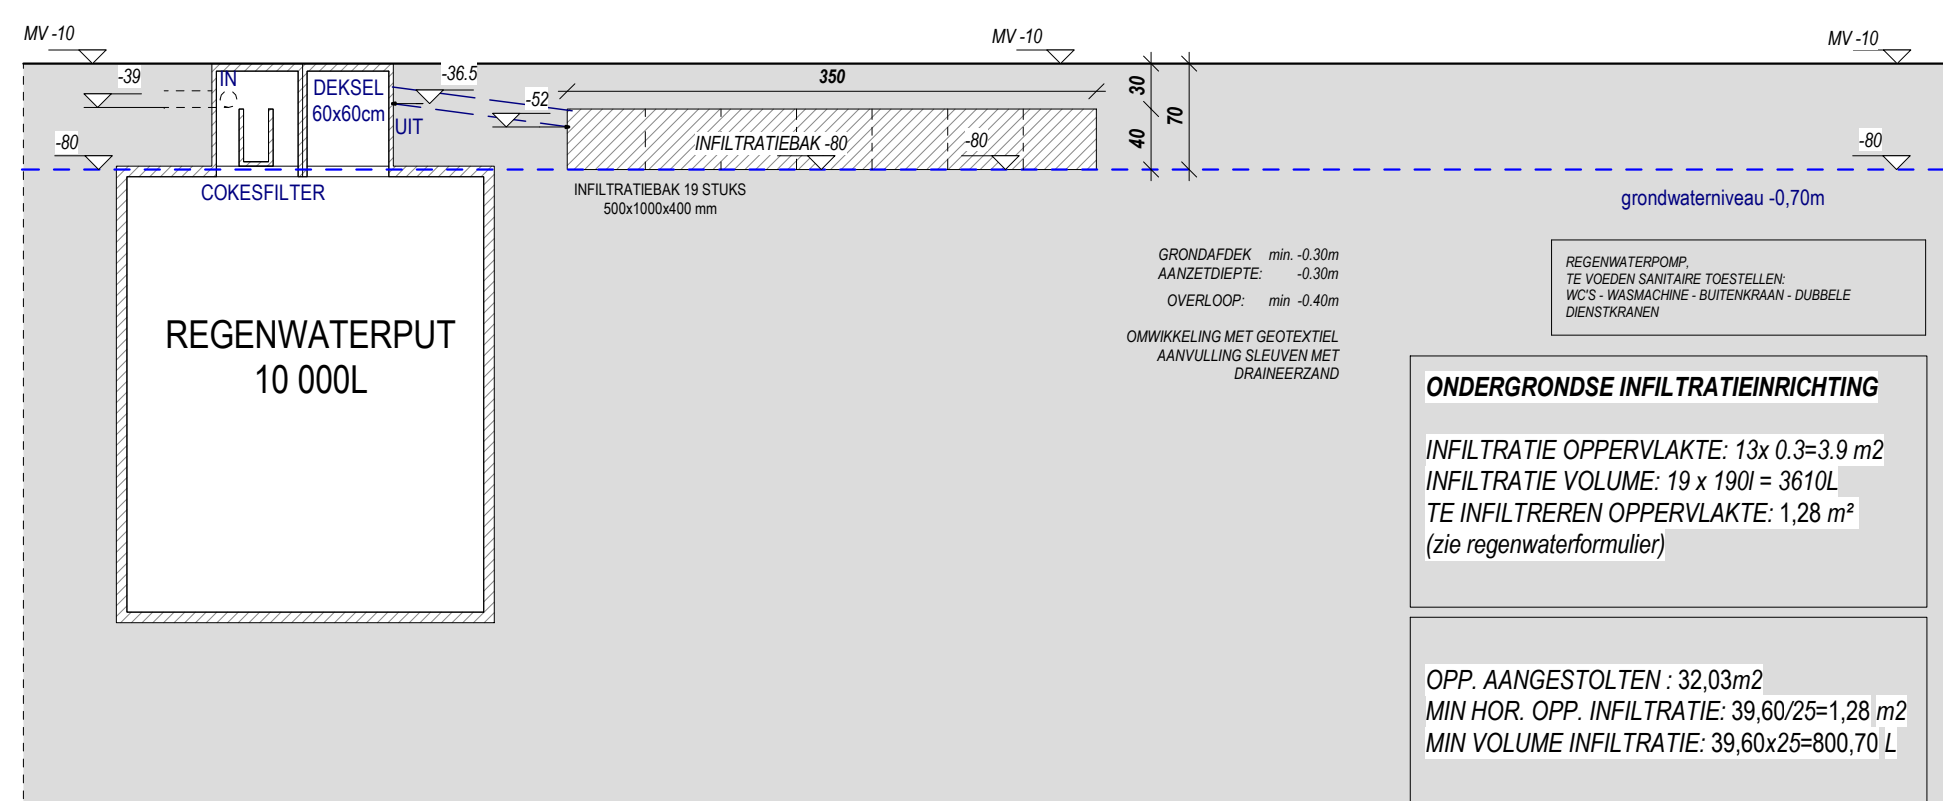 MV -10
MV -10
MV -10
-39
IN
DEKSEL
60x60cm
UIT
-36.5
-52
350
30
70
40
-80
INFILTRATIEBAK -80
-80
-80
COKESFILTER
INFILTRATIEBAK 19 STUKS
500x1000x400 mm
grondwaterniveau -0,70m
REGENWATERPUT
10 000L
GRONDAFDEK min. -0.30m
AANZETDIEPTE: -0.30m
OVERLOOP: min -0.40m
OMWIKKELING MET GEOTEXTIEL
AANVULLING SLEUVEN MET
DRAINEERZAND
REGENWATERPOMP,
TE VOEDEN SANITAIRE TOESTELLEN:
WC'S - WASMACHINE - BUITENKRAAN - DUBBELE
DIENSTKRANEN
ONDERGRONDSE INFILTRATIEINRICHTING
INFILTRATIE OPPERVLAKTE: 13x 0.3=3.9 m2
INFILTRATIE VOLUME: 19 x 190l = 3610L
TE INFILTREREN OPPERVLAKTE: 1,28 m²
(zie regenwaterformulier)
OPP. AANGESTOLTEN : 32,03m2
MIN HOR. OPP. INFILTRATIE: 39,60/25=1,28 m2
MIN VOLUME INFILTRATIE: 39,60x25=800,70 L